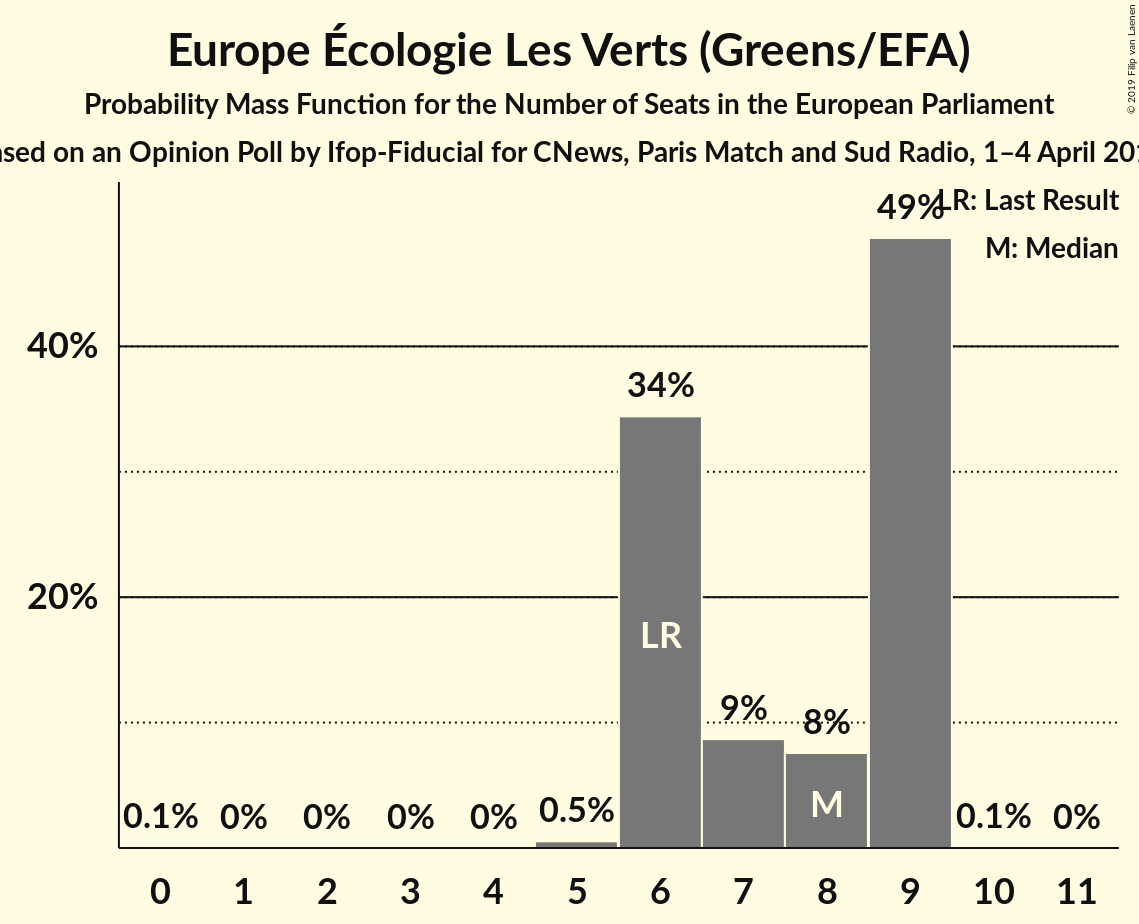 Europe Écologie Les Verts (Greens/EFA)
Probability Mass Function for the Number of Seats in the European Parliament
on an Opinion Poll by Ifop-Fiducial for CNews, Paris Match and Sud Radio, 1–4 April
© 2019 Filip van Laenen
LR: Last Result
M: Median
49%
40%
34%
20%
LR
9%
8%
M
0.1% 0% 0% 0% 0% 0.5% 0.1% 0%
0 1 2 3 4 5 6 7 8 9 10 11